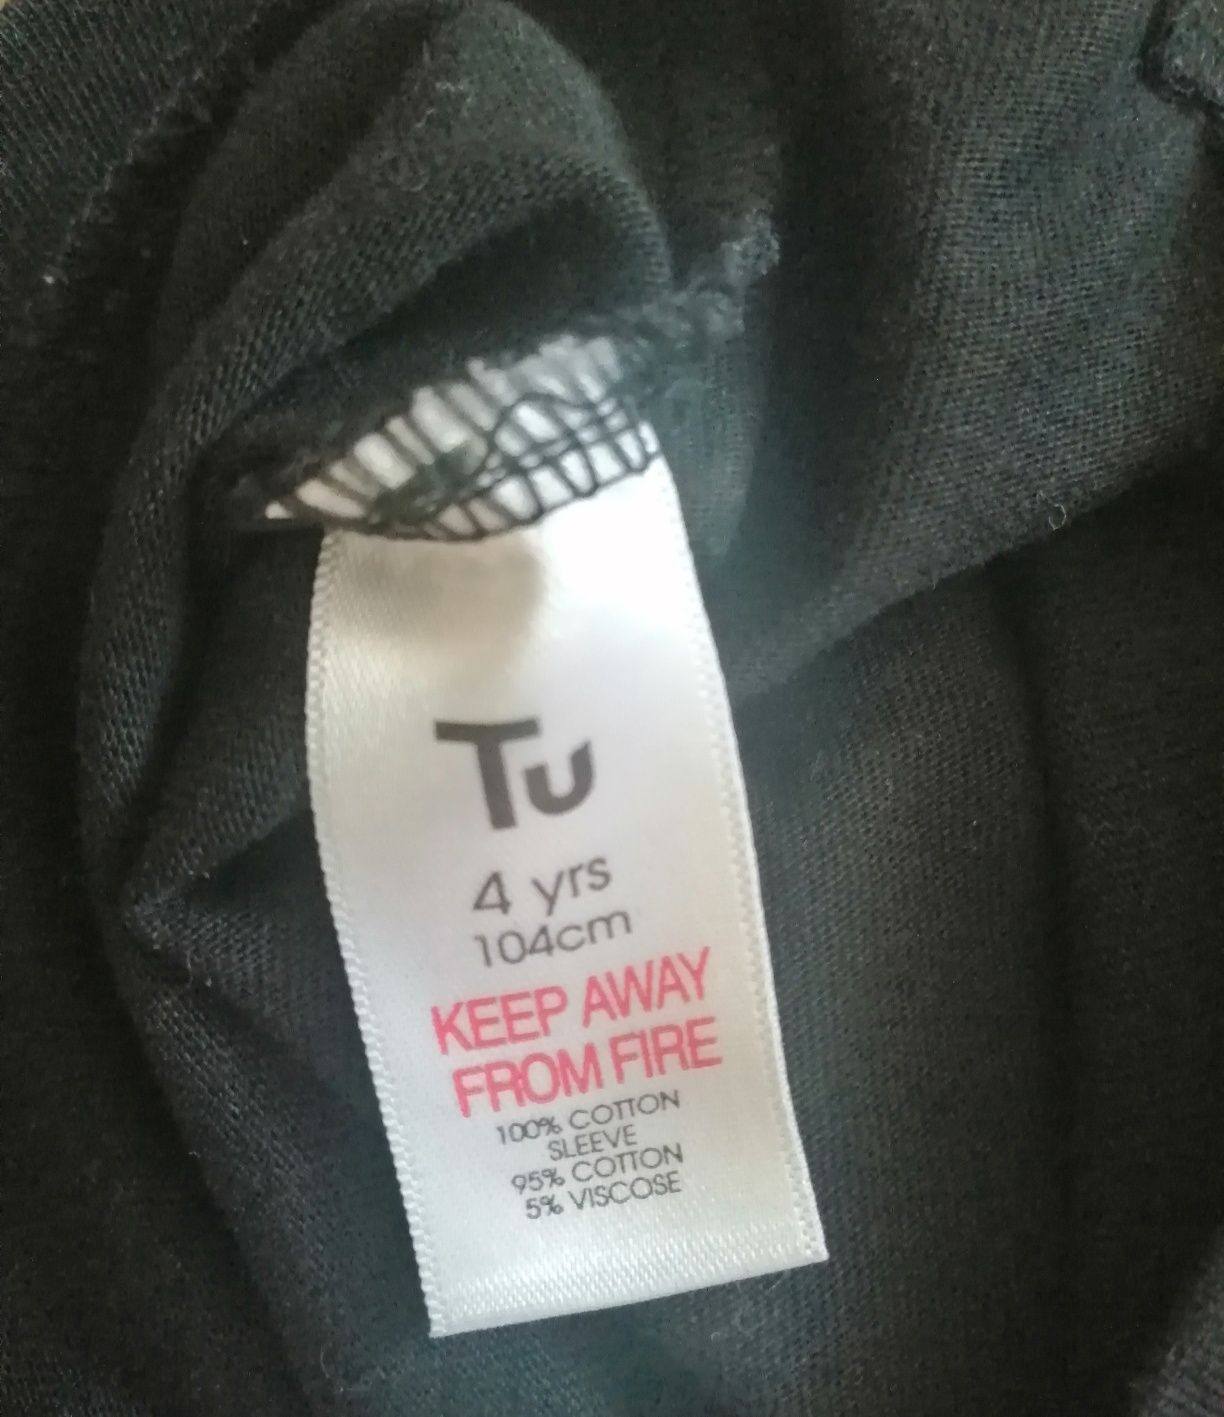 Tu
4 yrs
104cm
KEEP AWAY
FROM FIRE
100% COTTON
SLEEVE
95% COTTON
5% VISCOSE